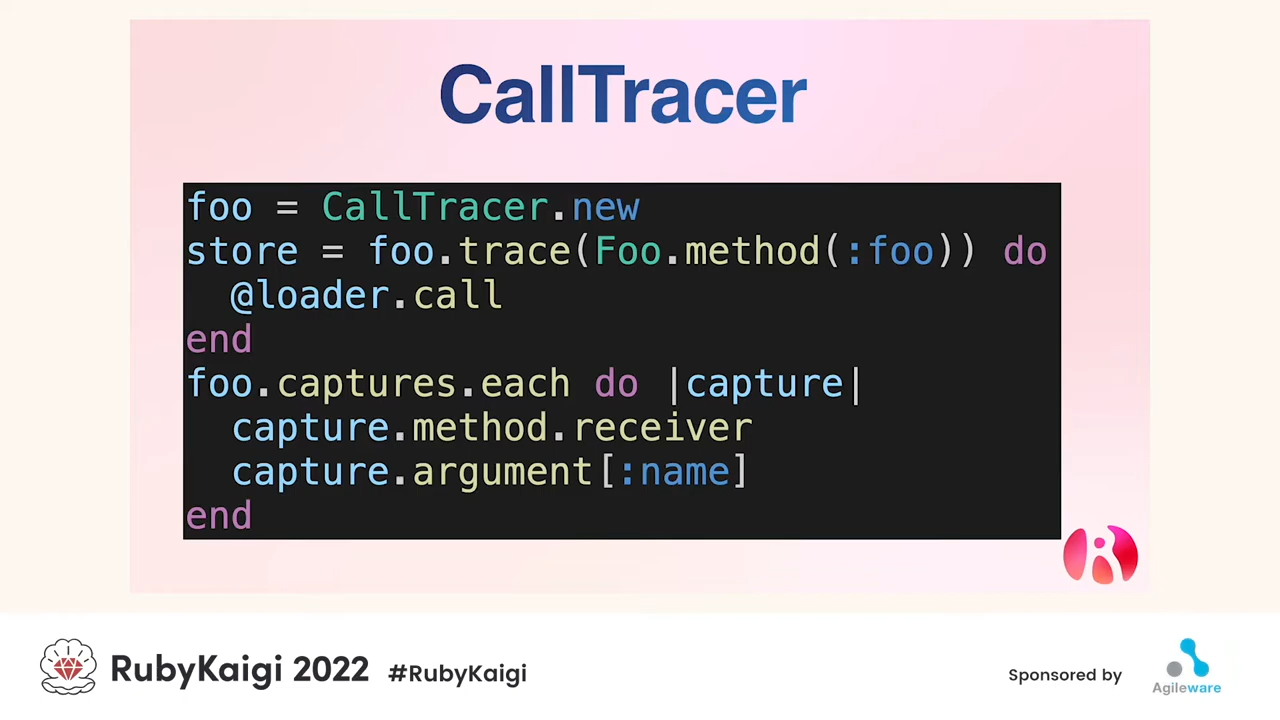 CallTracer
foo = CallTracer.new
store = foo.trace(Foo.method(:foo)) do
  @loader.call
end
foo.captures.each do |capture|
  capture.method.receiver
  capture.argument[:name]
end
RubyKaigi 2022 #RubyKaigi
Sponsored by
Agileware